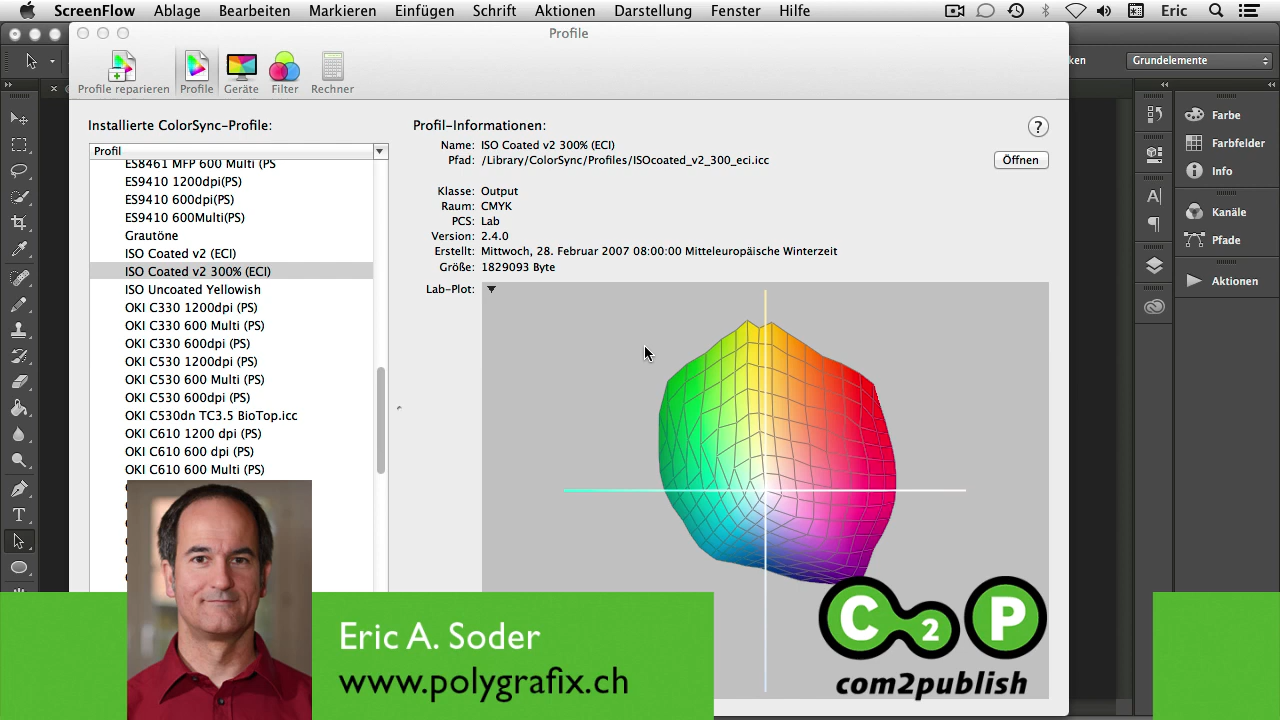 ScreenFlow Ablage Bearbeiten Markieren Einfügen Schrift Aktionen Darstellung Fenster Hilfe Eric
Profile
Profile reparieren Profile Geräte Filter Rechner
Grundelemente
Installierte ColorSync-Profile:
Profil
ES8461 MFP 600 Multi (PS
ES9410 1200dpi(PS)
ES9410 600dpi(PS)
ES9410 600Multi(PS)
Grautöne
ISO Coated v2 (ECI)
ISO Coated v2 300% (ECI)
ISO Uncoated Yellowish
OKI C330 1200dpi (PS)
OKI C330 600 Multi (PS)
OKI C330 600dpi (PS)
OKI C530 1200dpi (PS)
OKI C530 600 Multi (PS)
OKI C530 600dpi (PS)
OKI C530dn TC3.5 BioTop.icc
OKI C610 1200 dpi (PS)
OKI C610 600 dpi (PS)
OKI C610 600 Multi (PS)
Profil-Informationen:
?
Name: ISO Coated v2 300% (ECI)
Pfad: /Library/ColorSync/Profiles/ISOcoated_v2_300_eci.icc
Öffnen
Klasse: Output
Raum: CMYK
PCS: Lab
Version: 2.4.0
Erstellt: Mittwoch, 28. Februar 2007 08:00:00 Mitteleuropäische Winterzeit
Größe: 1829093 Byte
Lab-Plot:
Farbe
Farbfelder
Info
Kanäle
Pfade
Aktionen
Eric A. Soder
www.polygrafix.ch
C2P
com2publish